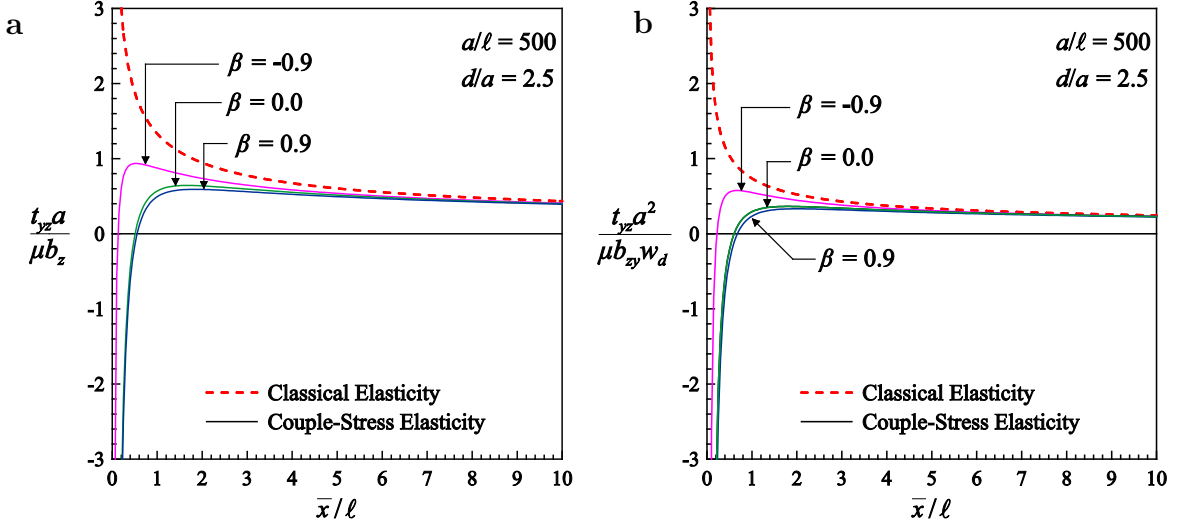 a
3
2
1
0
-1
-2
-3
t_yz a
μb_z
a/ℓ = 500
d/a = 2.5
β = -0.9
β = 0.0
β = 0.9
Classical Elasticity
Couple-Stress Elasticity
0 1 2 3 4 5 6 7 8 9 10
x̅/ℓ
b
3
2
1
0
-1
-2
-3
t_yz a²
μb_zy w_d
a/ℓ = 500
d/a = 2.5
β = -0.9
β = 0.0
β = 0.9
Classical Elasticity
Couple-Stress Elasticity
0 1 2 3 4 5 6 7 8 9 10
x̅/ℓ